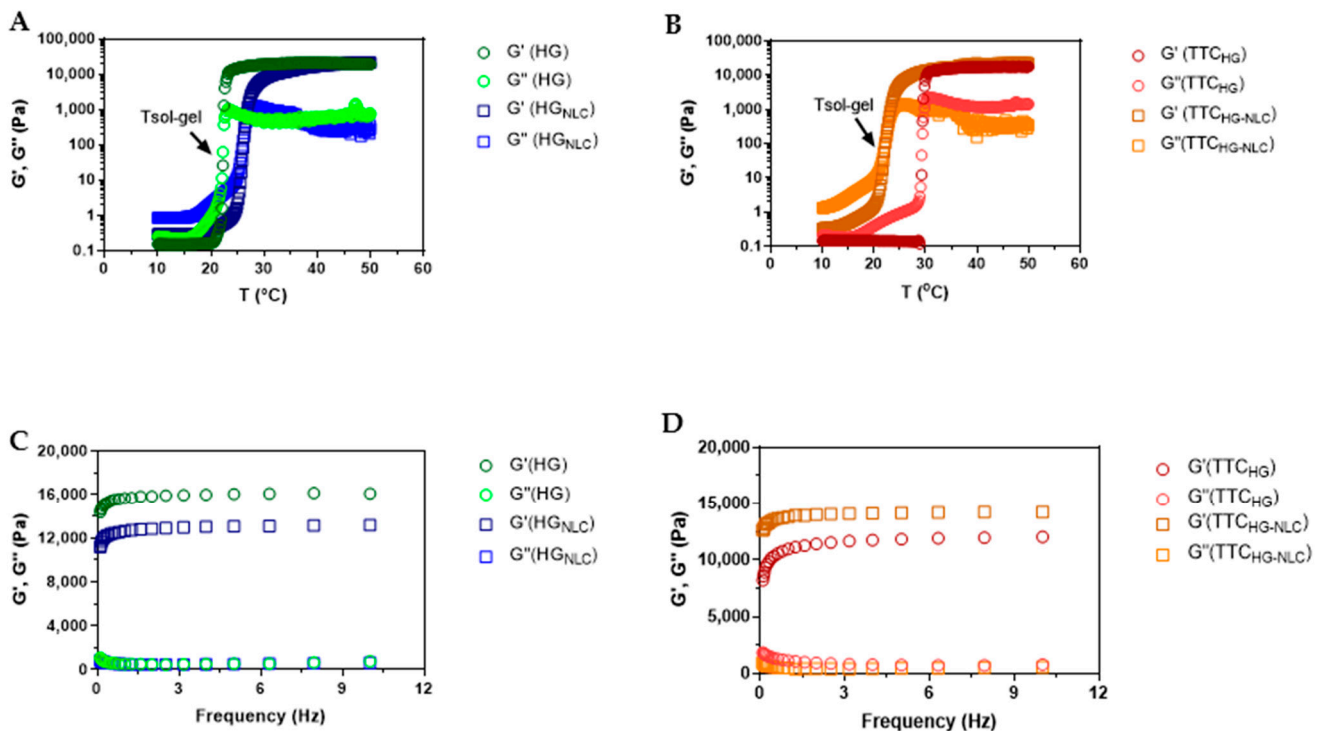 A
G', G'' (Pa)
100,000
10,000
1,000
100
10
1
0.1
Tsol-gel
0 10 20 30 40 50 60
T (ºC)
G' (HG)
G'' (HG)
G' (HGNLC)
G'' (HGNLC)
B
G', G'' (Pa)
100,000
10,000
1,000
100
10
1
0.1
Tsol-gel
0 10 20 30 40 50 60
T (ºC)
G' (TTCHG)
G'' (TTCHG)
G' (TTCHG-NLC)
G''(TTCHG-NLC)
C
G', G'' (Pa)
20,000
16,000
12,000
8,000
4,000
0
0 3 6 9 12
Frequency (Hz)
G'(HG)
G''(HG)
G'(HGNLC)
G''(HGNLC)
D
G', G'' (Pa)
20,000
15,000
10,000
5,000
0
0 3 6 9 12
Frequency (Hz)
G'(TTCHG)
G''(TTCHG)
G'(TTCHG-NLC)
G''(TTCHG-NLC)